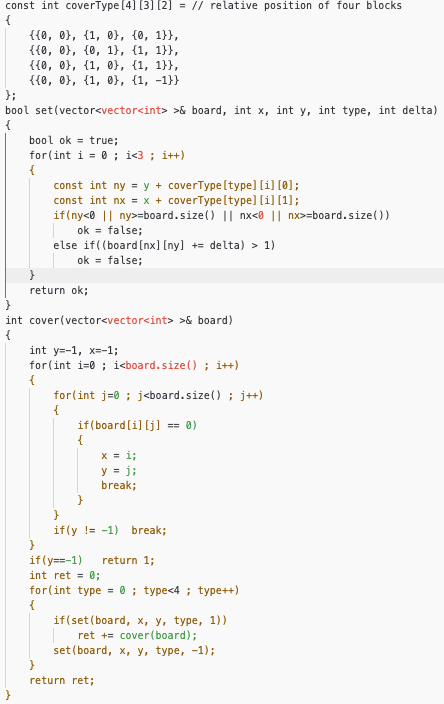 const int coverType[4][3][2] = // relative position of four blocks
{
    {{0, 0}, {1, 0}, {0, 1}},
    {{0, 0}, {0, 1}, {1, 1}},
    {{0, 0}, {1, 0}, {1, 1}},
    {{0, 0}, {1, 0}, {1, -1}}
};
bool set(vector<vector<int> >& board, int x, int y, int type, int delta)
{
    bool ok = true;
    for(int i = 0 ; i<3 ; i++)
    {
        const int ny = y + coverType[type][i][0];
        const int nx = x + coverType[type][i][1];
        if(ny<0 || ny>=board.size() || nx<0 || nx>=board.size())
            ok = false;
        else if((board[nx][ny] += delta) > 1)
            ok = false;
    }
    return ok;
}
int cover(vector<vector<int> >& board)
{
    int y=-1, x=-1;
    for(int i=0 ; i<board.size() ; i++)
    {
        for(int j=0 ; j<board.size() ; j++)
        {
            if(board[i][j] == 0)
            {
                x = i;
                y = j;
                break;
            }
        }
        if(y != -1)  break;
    }
    if(y==-1)   return 1;
    int ret = 0;
    for(int type = 0 ; type<4 ; type++)
    {
        if(set(board, x, y, type, 1))
            ret += cover(board);
        set(board, x, y, type, -1);
    }
    return ret;
}